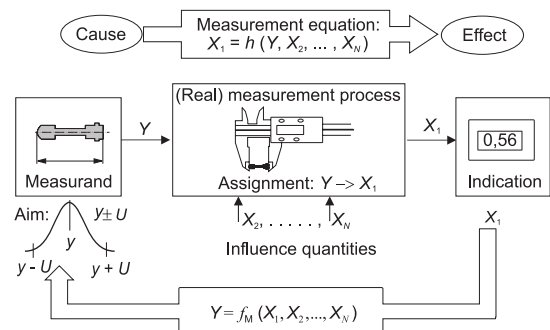 Cause
Measurement equation:
X₁ = h (Y, X₂, ... , X_N)
Effect
(Real) measurement process
Y
X₁
0,56
Measurand
Assignment: Y -> X₁
Indication
Aim:
y ± U
y
X₂, . . . . . , X_N
X₁
y - U
y + U
Influence quantities
Y = f_M (X₁, X₂,..., X_N)